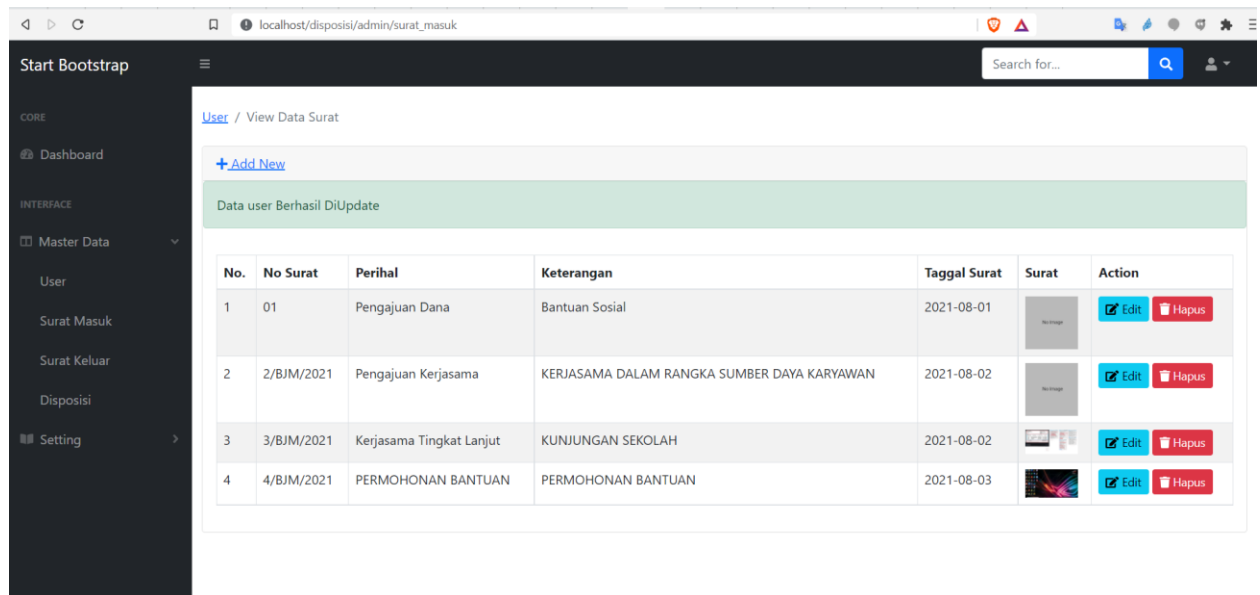 localhost/disposisi/admin/surat_masuk
Start Bootstrap
Search for...
CORE
Dashboard
INTERFACE
Master Data
User
Surat Masuk
Surat Keluar
Disposisi
Setting
User / View Data Surat
Add New
Data user Berhasil DiUpdate
No. No Surat Perihal Keterangan Taggal Surat Surat Action
1 01 Pengajuan Dana Bantuan Sosial 2021-08-01 No Image Edit Hapus
2 2/BJM/2021 Pengajuan Kerjasama KERJASAMA DALAM RANGKA SUMBER DAYA KARYAWAN 2021-08-02 No Image Edit Hapus
3 3/BJM/2021 Kerjasama Tingkat Lanjut KUNJUNGAN SEKOLAH 2021-08-02 Edit Hapus
4 4/BJM/2021 PERMOHONAN BANTUAN PERMOHONAN BANTUAN 2021-08-03 Edit Hapus